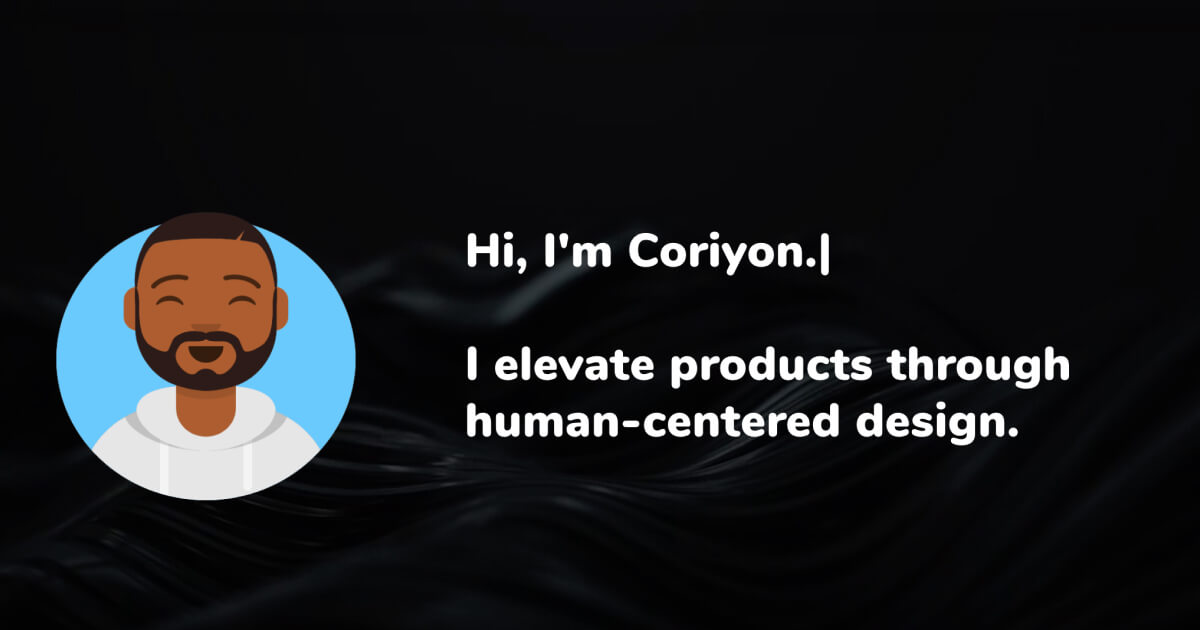 Hi, I'm Coriyon.|
I elevate products through
human-centered design.